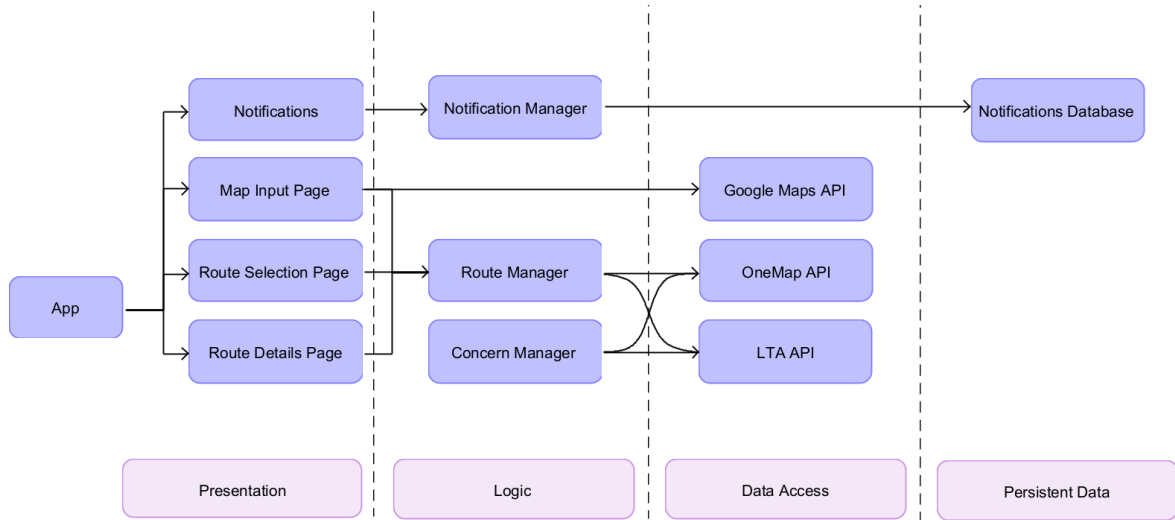 Notifications
Notification Manager
Notifications Database
Map Input Page
Google Maps API
Route Selection Page
Route Manager
OneMap API
App
Route Details Page
Concern Manager
LTA API
Presentation
Logic
Data Access
Persistent Data